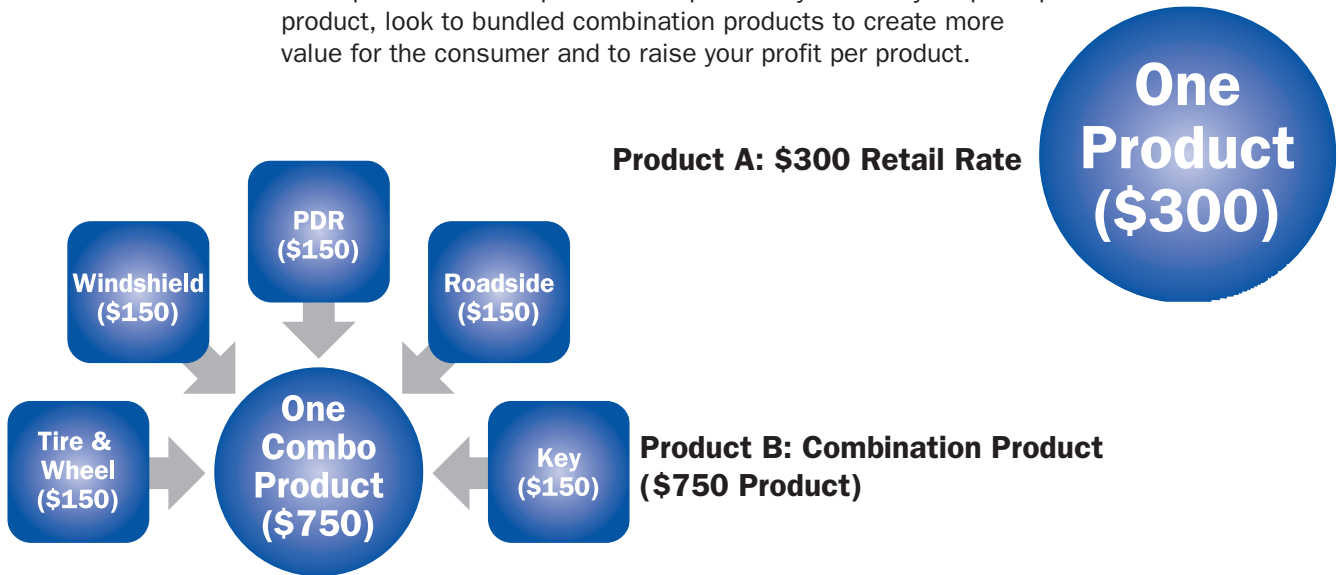 product, look to bundled combination products to create more
value for the consumer and to raise your profit per product.
One
Product
($300)
Product A: $300 Retail Rate
PDR
($150)
Windshield
($150)
Roadside
($150)
Tire &
Wheel
($150)
One
Combo
Product
($750)
Key
($150)
Product B: Combination Product
($750 Product)